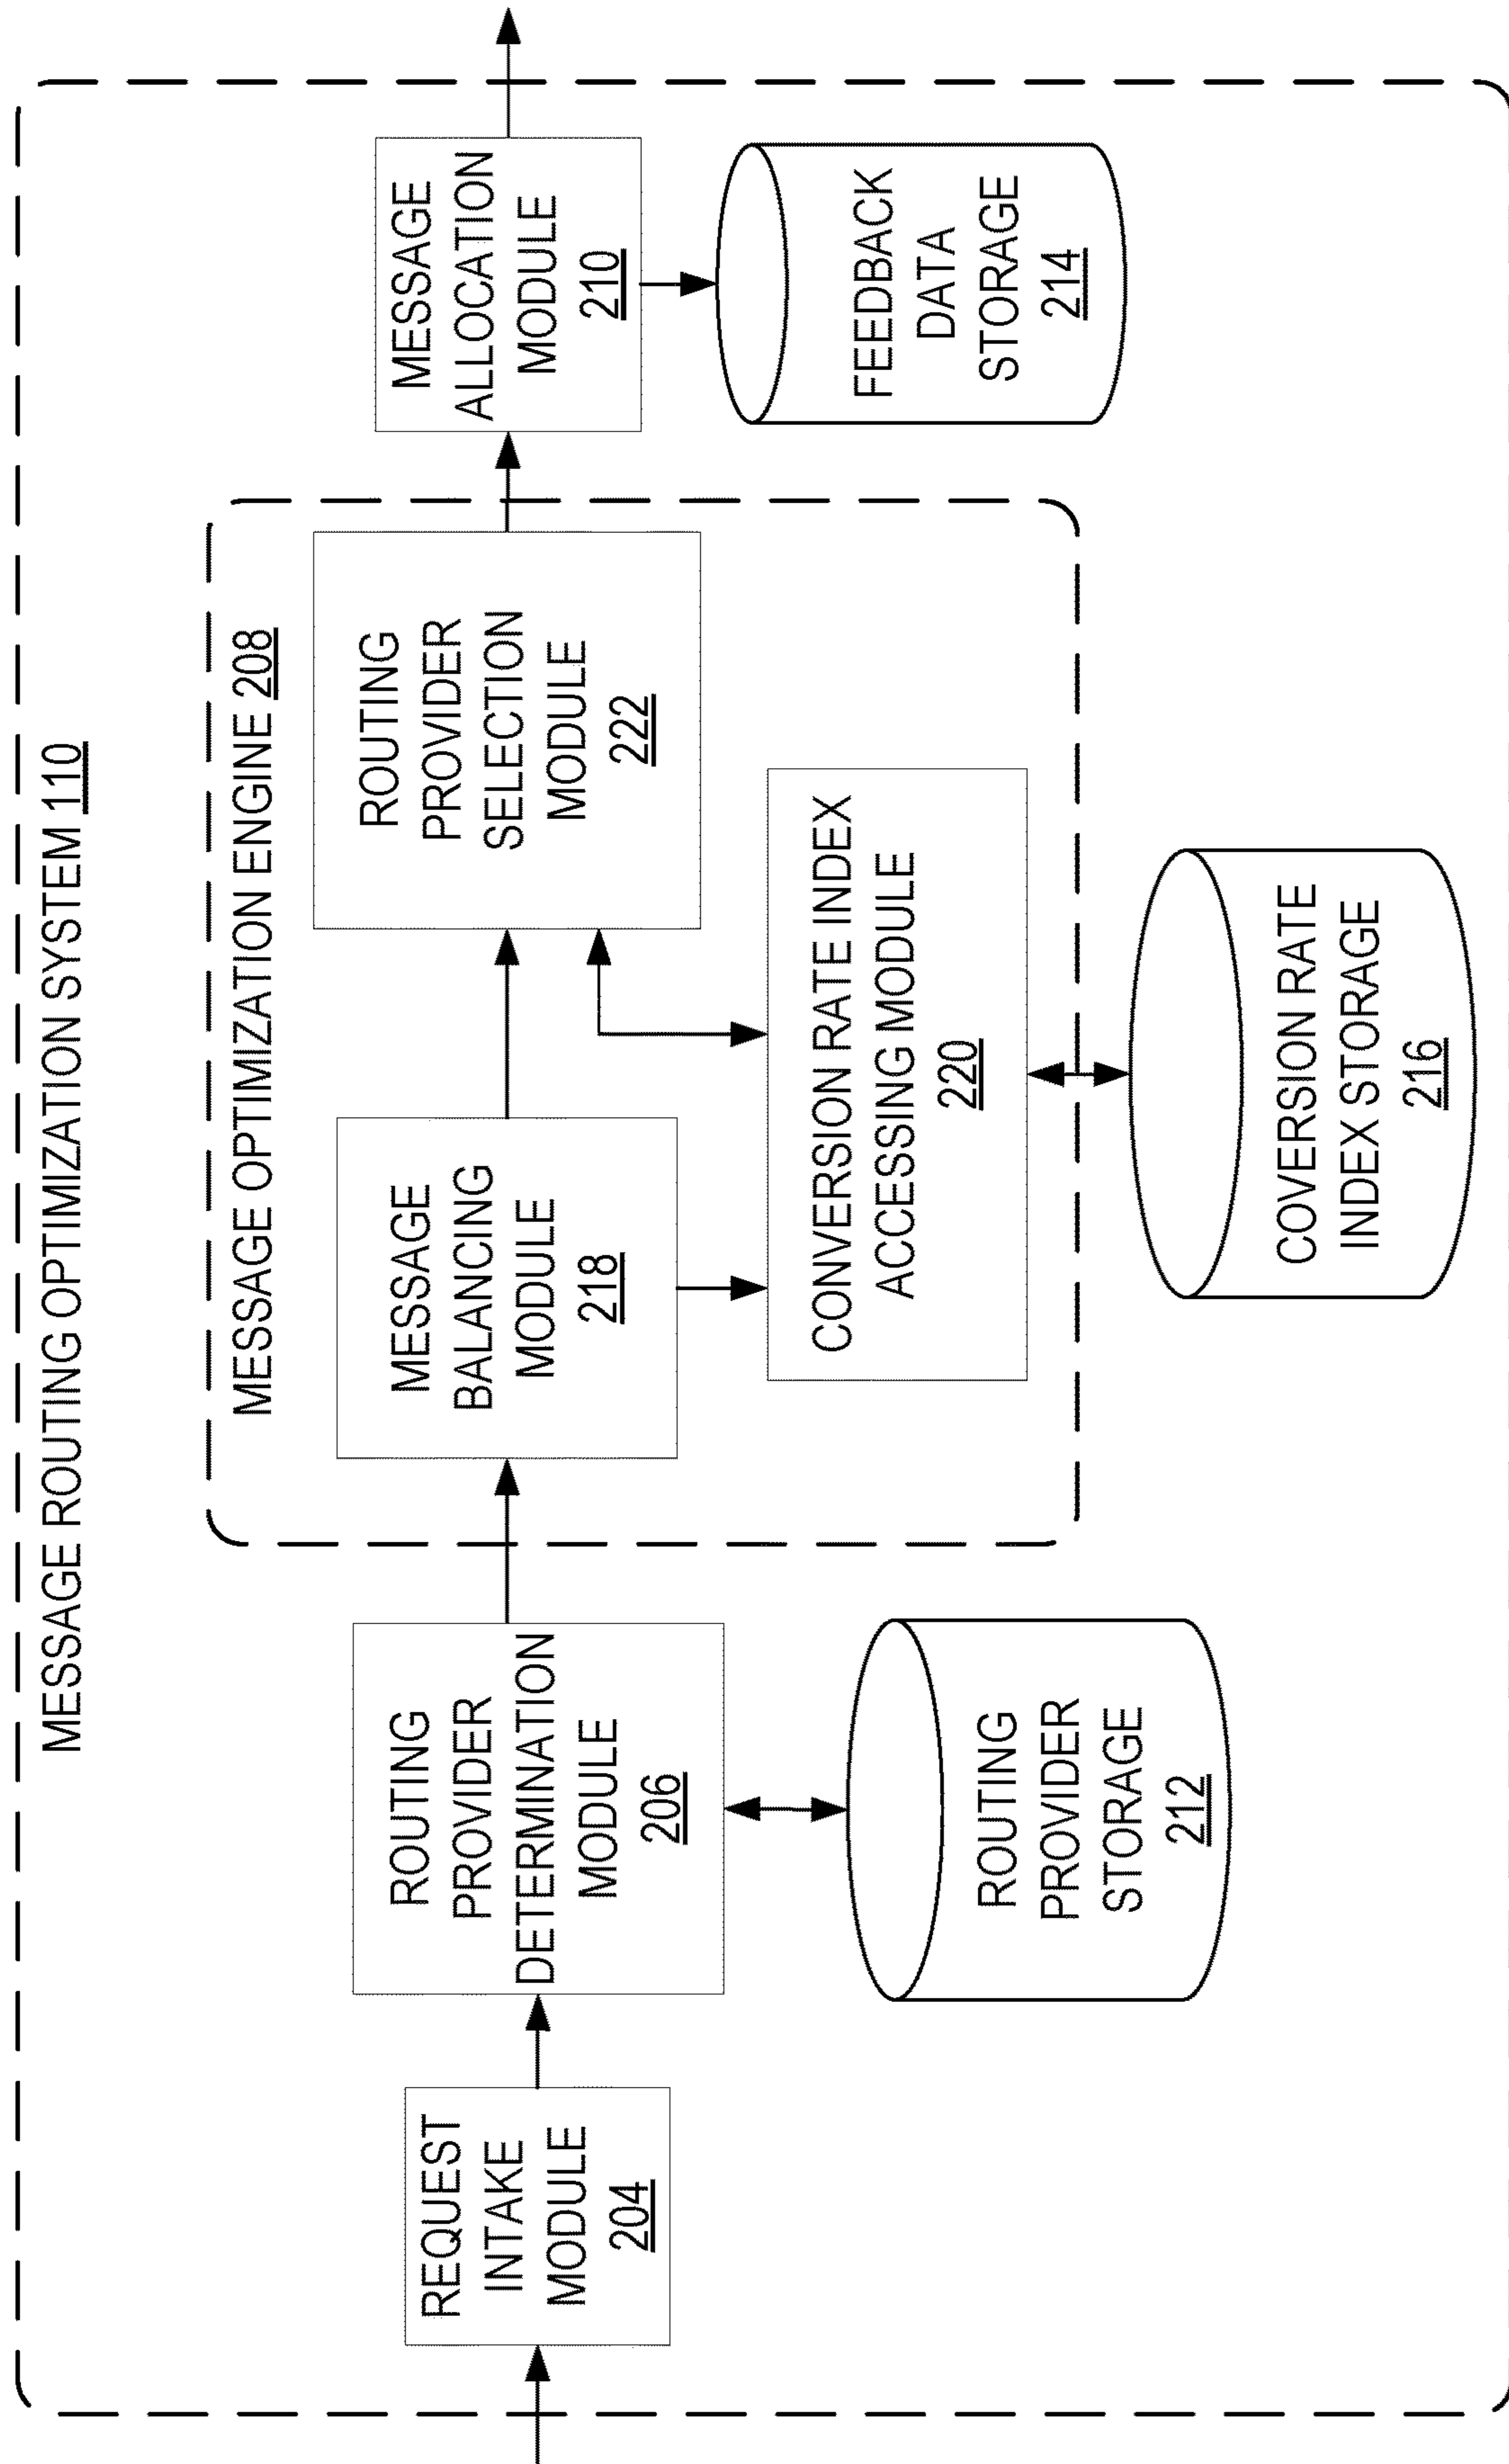 MESSAGE ROUTING OPTIMIZATION SYSTEM 110
REQUEST
INTAKE
MODULE
204
ROUTING
PROVIDER
DETERMINATION
MODULE
206
ROUTING
PROVIDER
STORAGE
212
MESSAGE OPTIMIZATION ENGINE 208
MESSAGE
BALANCING
MODULE
218
ROUTING
PROVIDER
SELECTION
MODULE
222
CONVERSION RATE INDEX
ACCESSING MODULE
220
COVERSION RATE
INDEX STORAGE
216
MESSAGE
ALLOCATION
MODULE
210
FEEDBACK
DATA
STORAGE
214